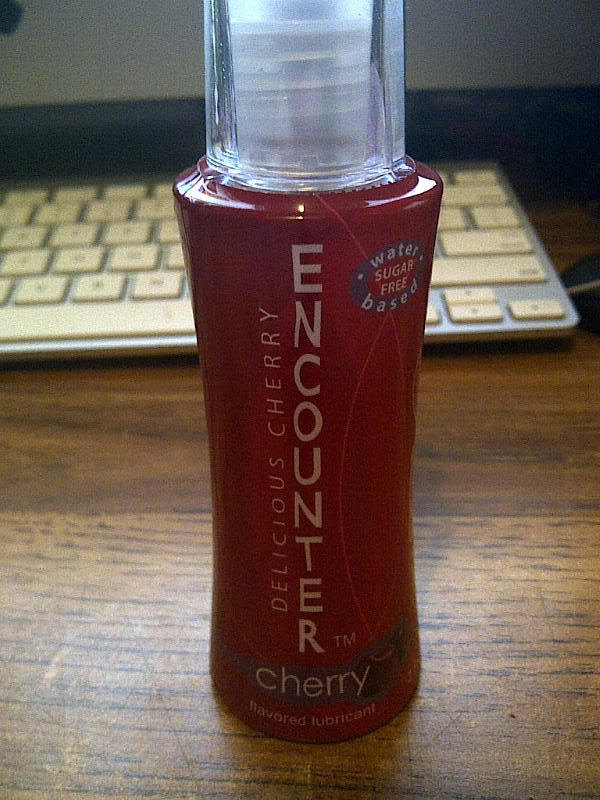 water
SUGAR
FREE
based
DELICIOUS CHERRY
ENCOUNTER™
cherry
flavored lubricant